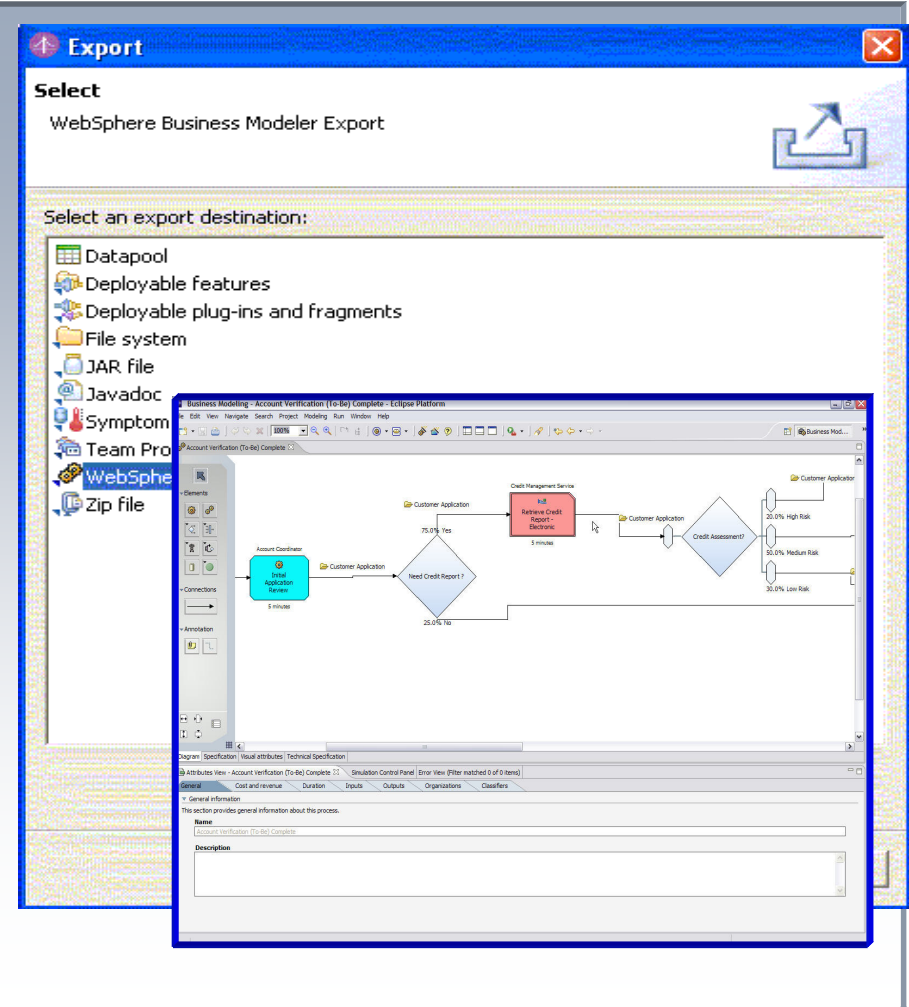 Export
Select
WebSphere Business Modeler Export
Select an export destination:
Datapool
Deployable features
Deployable plug-ins and fragments
File system
JAR file
Javadoc
Symptom
Team Pro
WebSphe
Zip file
Business Modeling - Account Verification (To-Be) Complete - Eclipse Platform
Edit View Navigate Search Project Modeling Run Window Help
100%
Business Mod...
Account Verification (To-Be) Complete
Elements
Connections
Annotation
Account Coordinator
Initial
Application
Review
5 minutes
Customer Application
Customer Application
75.0% Yes
Need Credit Report ?
25.0% No
Credit Management Service
Retrieve Credit
Report -
Electronic
5 minutes
Customer Application
Credit Assessment?
Customer Application
20.0% High Risk
50.0% Medium Risk
30.0% Low Risk
Diagram Specification Visual attributes Technical Specification
Attributes View - Account Verification (To-Be) Complete Simulation Control Panel Error View (Filter matched 0 of 0 items)
General Cost and revenue Duration Inputs Outputs Organizations Classifiers
General information
This section provides general information about this process.
Name
Account Verification (To-Be) Complete
Description